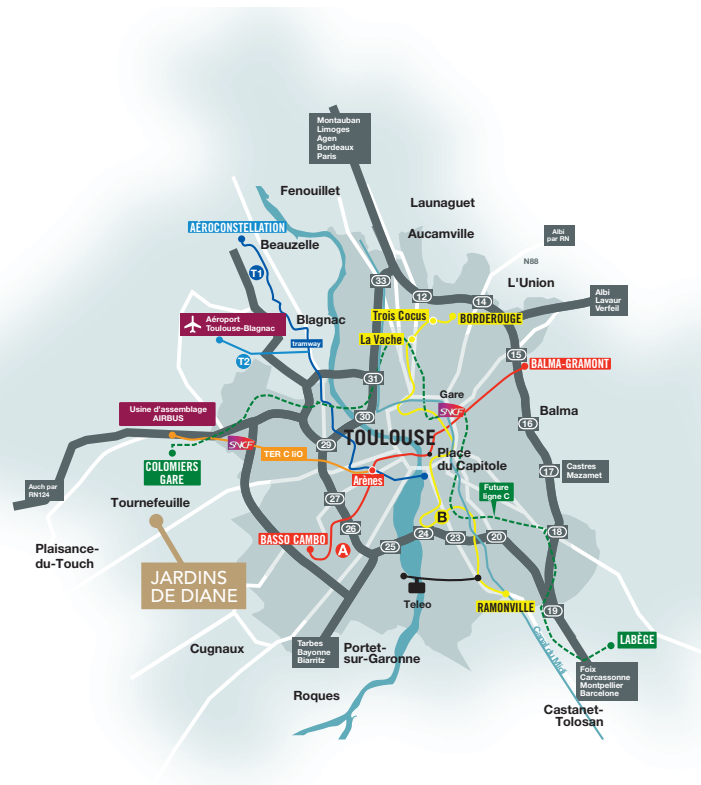 Montauban
Limoges
Agen
Bordeaux
Paris
Fenouillet
Launaguet
AÉROCONSTELLATION
Aucamville
Albi
par RN
Beauzelle
N88
T1
33
L'Union
12
14
Albi
Lavaur
Verfeil
Aéroport
Toulouse-Blagnac
Blagnac
Trois Cocus
BORDEROUGE
La Vache
tramway
T2
15
BALMA-GRAMONT
31
Gare
SNCF
Usine d'assemblage
AIRBUS
30
Balma
16
SNCF
29
TOULOUSE
TER C IIO
Place
du Capitole
COLOMIERS
GARE
Arènes
17
Castres
Mazamet
Auch par
RN124
Future
ligne C
Tournefeuille
27
B
26
18
Plaisance-
du-Touch
BASSO CAMBO
A
25
24
23
20
JARDINS
DE DIANE
Teleo
RAMONVILLE
19
Canal du Midi
LABÈGE
Cugnaux
Tarbes
Bayonne
Biarritz
Portet-
sur-Garonne
Foix
Carcassonne
Montpellier
Barcelone
Roques
Castanet-
Tolosan